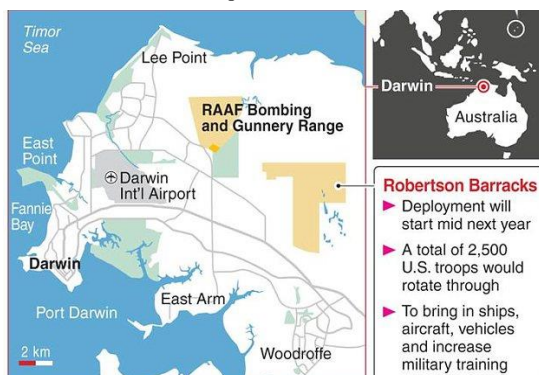 Timor
Sea
Lee Point
RAAF Bombing
and Gunnery Range
East
Point
Darwin
Int'l Airport
Fannie
Bay
Darwin
East Arm
Port Darwin
Woodroffe
2 km
Darwin
Australia
Robertson Barracks
Deployment will
start mid next year
A total of 2,500
U.S. troops would
rotate through
To bring in ships,
aircraft, vehicles
and increase
military training